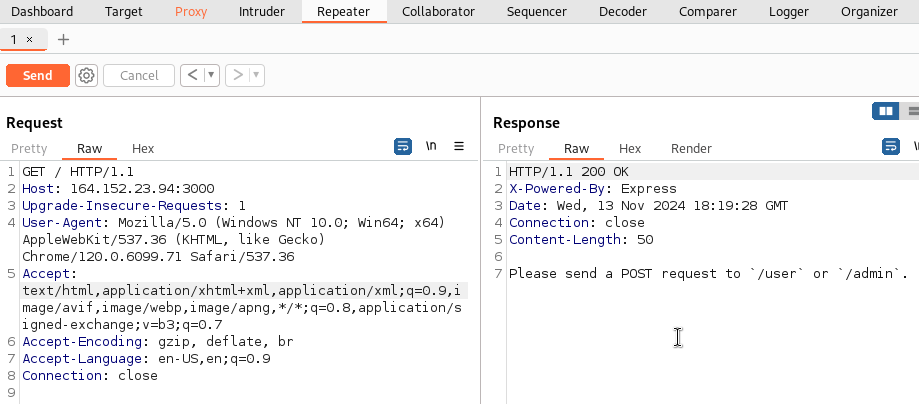 Dashboard Target Proxy Intruder Repeater Collaborator Sequencer Decoder Comparer Logger Organizer
1 × +
Send Cancel < ▾ > ▾
Request
Pretty Raw Hex \n ≡
1 GET / HTTP/1.1
2 Host: 164.152.23.94:3000
3 Upgrade-Insecure-Requests: 1
4 User-Agent: Mozilla/5.0 (Windows NT 10.0; Win64; x64)
AppleWebKit/537.36 (KHTML, like Gecko)
Chrome/120.0.6099.71 Safari/537.36
5 Accept:
text/html,application/xhtml+xml,application/xml;q=0.9,i
mage/avif,image/webp,image/apng,*/*;q=0.8,application/s
igned-exchange;v=b3;q=0.7
6 Accept-Encoding: gzip, deflate, br
7 Accept-Language: en-US,en;q=0.9
8 Connection: close
9
Response
Pretty Raw Hex Render
1 HTTP/1.1 200 OK
2 X-Powered-By: Express
3 Date: Wed, 13 Nov 2024 18:19:28 GMT
4 Connection: close
5 Content-Length: 50
6
7 Please send a POST request to `/user` or `/admin`.